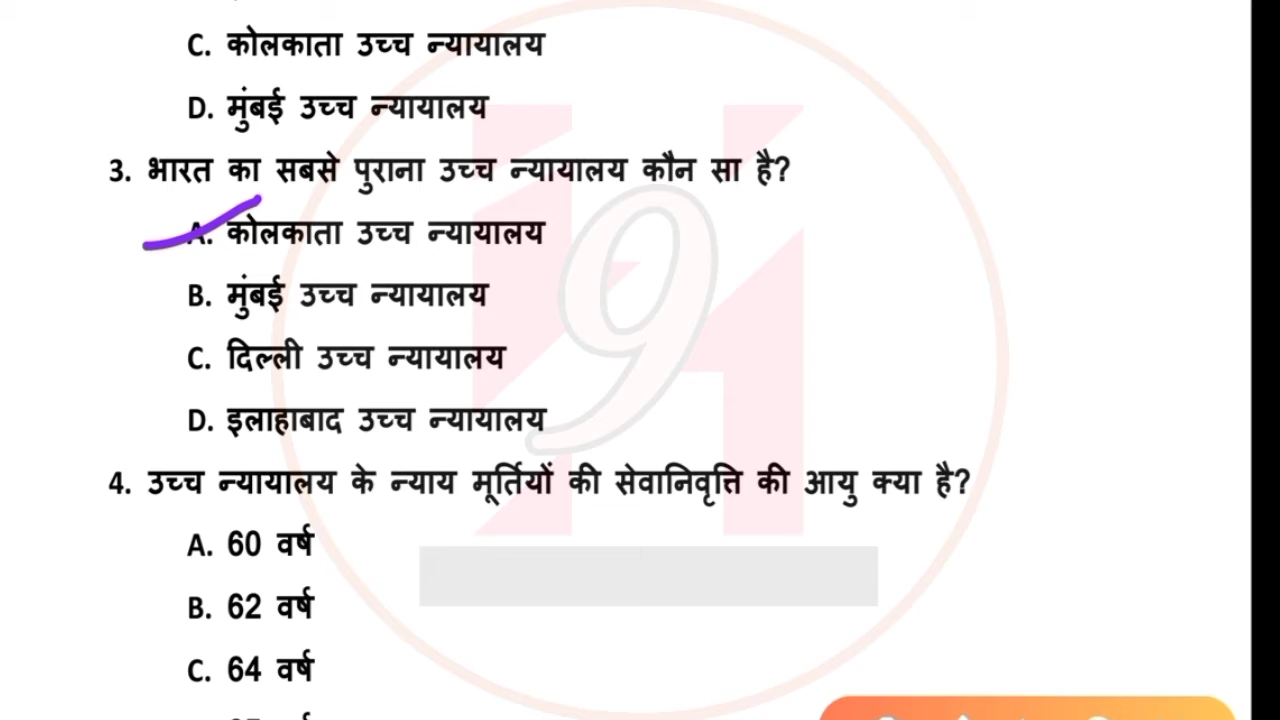 C. कोलकाता उच्च न्यायालय
D. मुंबई उच्च न्यायालय
3. भारत का सबसे पुराना उच्च न्यायालय कौन सा है?
A. कोलकाता उच्च न्यायालय
B. मुंबई उच्च न्यायालय
C. दिल्ली उच्च न्यायालय
D. इलाहाबाद उच्च न्यायालय
4. उच्च न्यायालय के न्याय मूर्तियों की सेवानिवृत्ति की आयु क्या है?
A. 60 वर्ष
B. 62 वर्ष
C. 64 वर्ष